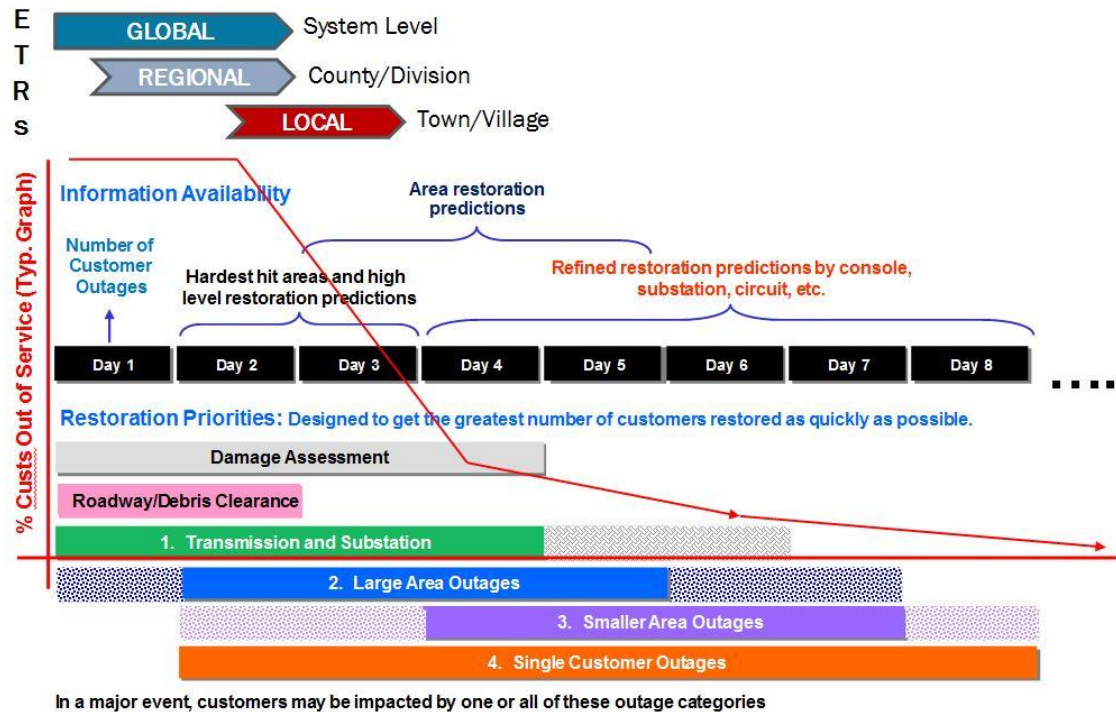 ETRs
GLOBAL
System Level
REGIONAL
County/Division
LOCAL
Town/Village
% Custs Out of Service (Typ. Graph)
Information Availability
Area restoration
predictions
Number of
Customer
Outages
Hardest hit areas and high
level restoration predictions
Refined restoration predictions by console,
substation, circuit, etc.
Day 1
Day 2
Day 3
Day 4
Day 5
Day 6
Day 7
Day 8
.....
Restoration Priorities: Designed to get the greatest number of customers restored as quickly as possible.
Damage Assessment
Roadway/Debris Clearance
1. Transmission and Substation
2. Large Area Outages
3. Smaller Area Outages
4. Single Customer Outages
In a major event, customers may be impacted by one or all of these outage categories